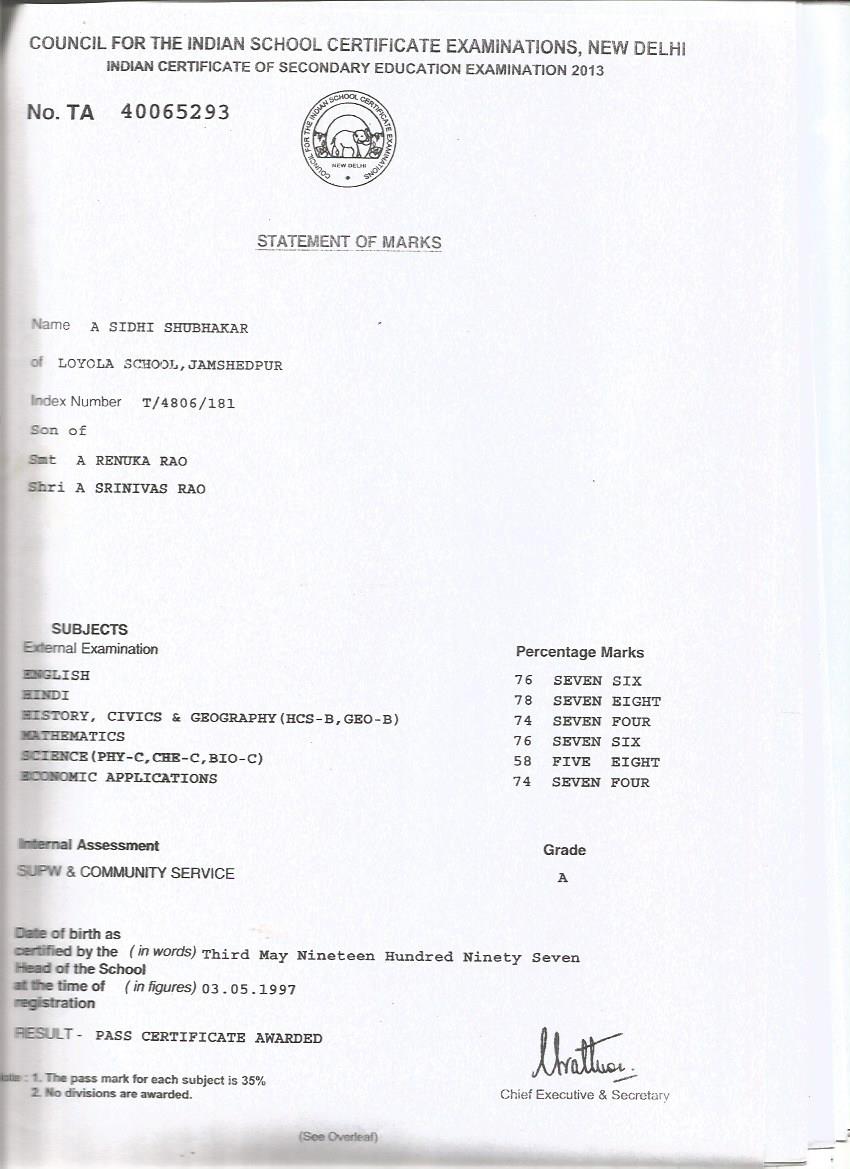 COUNCIL FOR THE INDIAN SCHOOL CERTIFICATE EXAMINATIONS, NEW DELHI
INDIAN CERTIFICATE OF SECONDARY EDUCATION EXAMINATION 2013
No. TA 40065293
COUNCIL FOR THE INDIAN SCHOOL CERTIFICATE EXAMINATIONS
NEW DELHI
STATEMENT OF MARKS
Name A SIDHI SHUBHAKAR
of LOYOLA SCHOOL,JAMSHEDPUR
Index Number T/4806/181
Son of
Smt A RENUKA RAO
Shri A SRINIVAS RAO
SUBJECTS
External Examination Percentage Marks
ENGLISH 76 SEVEN SIX
HINDI 78 SEVEN EIGHT
HISTORY, CIVICS & GEOGRAPHY(HCS-B,GEO-B) 74 SEVEN FOUR
MATHEMATICS 76 SEVEN SIX
SCIENCE(PHY-C,CHE-C,BIO-C) 58 FIVE EIGHT
ECONOMIC APPLICATIONS 74 SEVEN FOUR
Internal Assessment Grade
SUPW & COMMUNITY SERVICE A
Date of birth as
certified by the (in words) Third May Nineteen Hundred Ninety Seven
Head of the School
at the time of (in figures) 03.05.1997
registration
RESULT - PASS CERTIFICATE AWARDED
Note : 1. The pass mark for each subject is 35%
2. No divisions are awarded.
Chief Executive & Secretary
(See Overleaf)